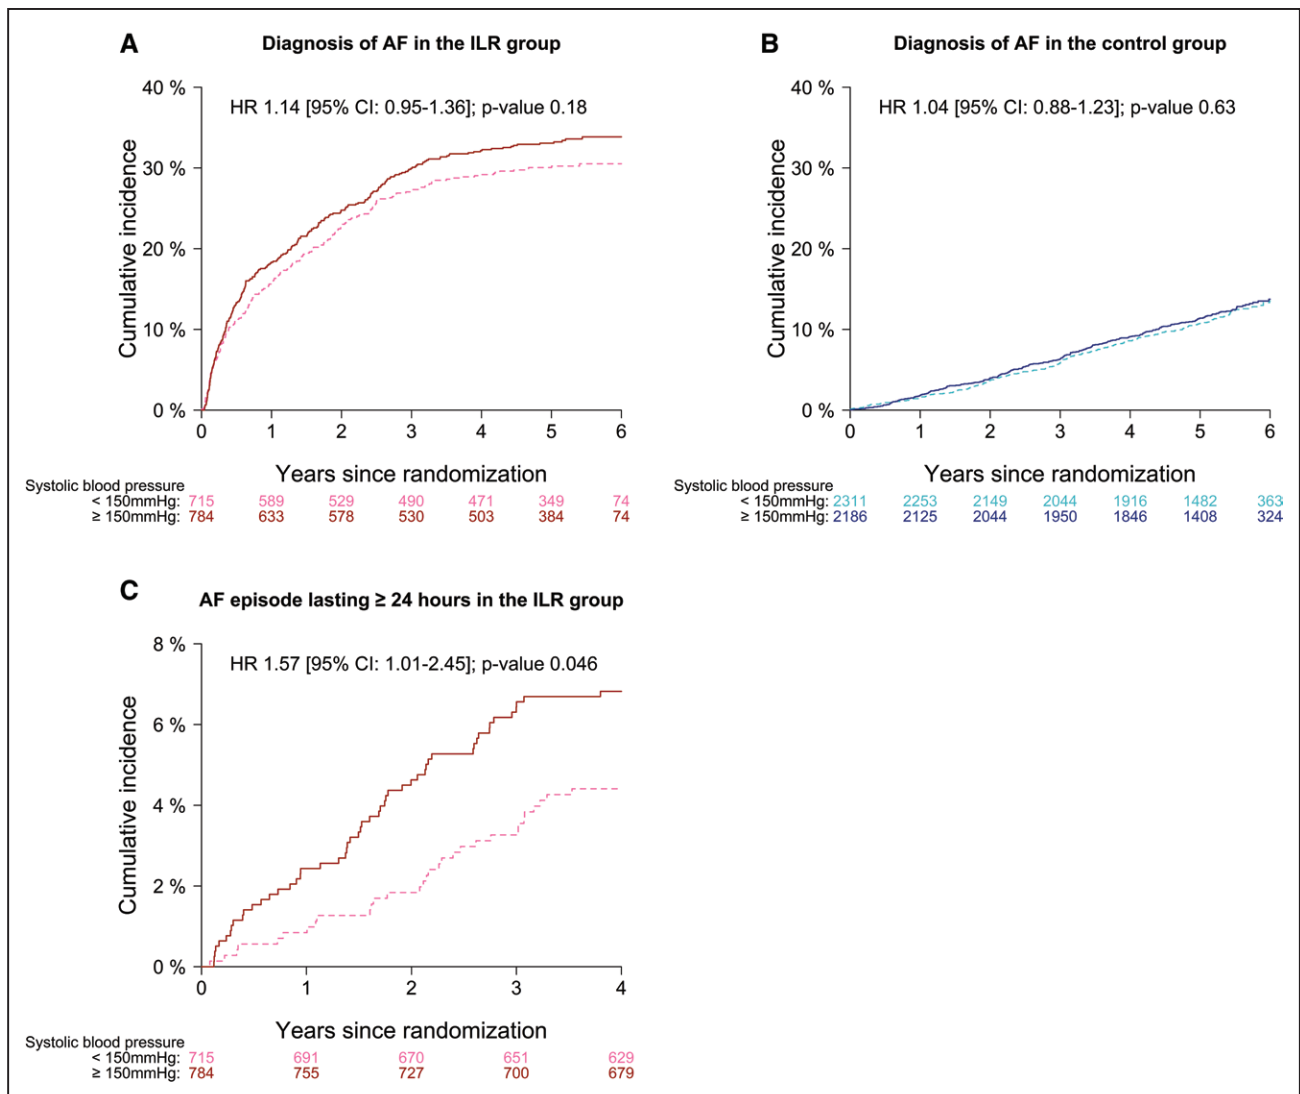 A
Diagnosis of AF in the ILR group
40 %
30 %
20 %
10 %
0 %
Cumulative incidence
HR 1.14 [95% CI: 0.95-1.36]; p-value 0.18
0 1 2 3 4 5 6
Years since randomization
Systolic blood pressure
< 150mmHg: 715 589 529 490 471 349 74
≥ 150mmHg: 784 633 578 530 503 384 74
B
Diagnosis of AF in the control group
40 %
30 %
20 %
10 %
0 %
Cumulative incidence
HR 1.04 [95% CI: 0.88-1.23]; p-value 0.63
0 1 2 3 4 5 6
Years since randomization
Systolic blood pressure
< 150mmHg: 2311 2253 2149 2044 1916 1482 363
≥ 150mmHg: 2186 2125 2044 1950 1846 1408 324
C
AF episode lasting ≥ 24 hours in the ILR group
8 %
6 %
4 %
2 %
0 %
Cumulative incidence
HR 1.57 [95% CI: 1.01-2.45]; p-value 0.046
0 1 2 3 4
Years since randomization
Systolic blood pressure
< 150mmHg: 715 691 670 651 629
≥ 150mmHg: 784 755 727 700 679